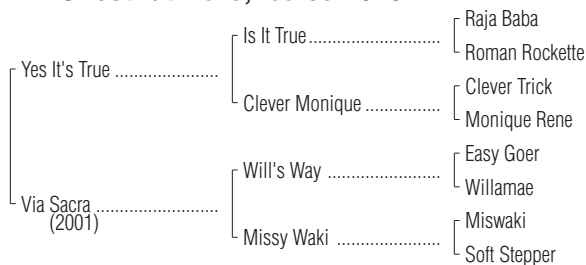 Raja Baba
Is It True
Roman Rockette
Yes It's True
Clever Trick
Clever Monique
Monique Rene
Easy Goer
Will's Way
Willamae
Via Sacra
(2001)
Miswaki
Missy Waki
Soft Stepper